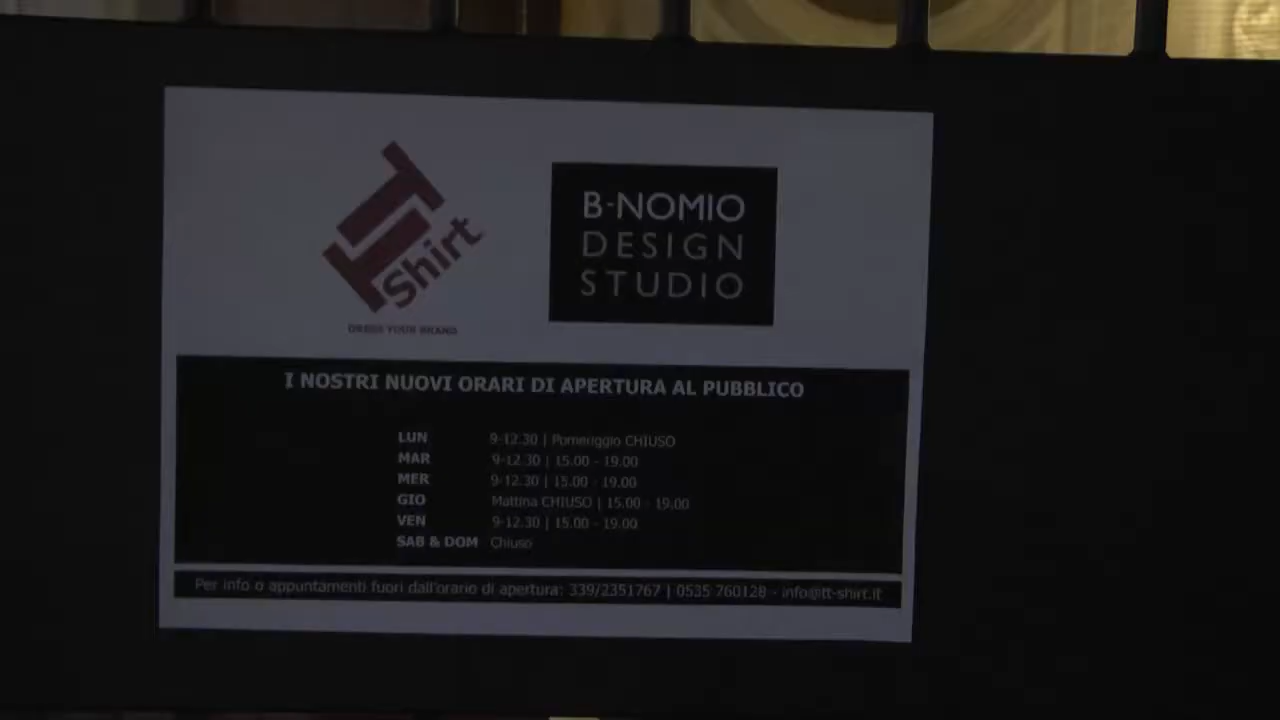 TT Shirt
DRESS YOUR BRAND
B-NOMIO
DESIGN
STUDIO
I NOSTRI NUOVI ORARI DI APERTURA AL PUBBLICO
LUN 9-12.30 | Pomeriggio CHIUSO
MAR 9-12.30 | 15.00 - 19.00
MER 9-12.30 | 15.00 - 19.00
GIO Mattina CHIUSO | 15.00 - 19.00
VEN 9-12.30 | 15.00 - 19.00
SAB & DOM Chiuso
Per info o appuntamenti fuori dall'orario di apertura: 339/2351767 | 0535 760128 - info@tt-shirt.it